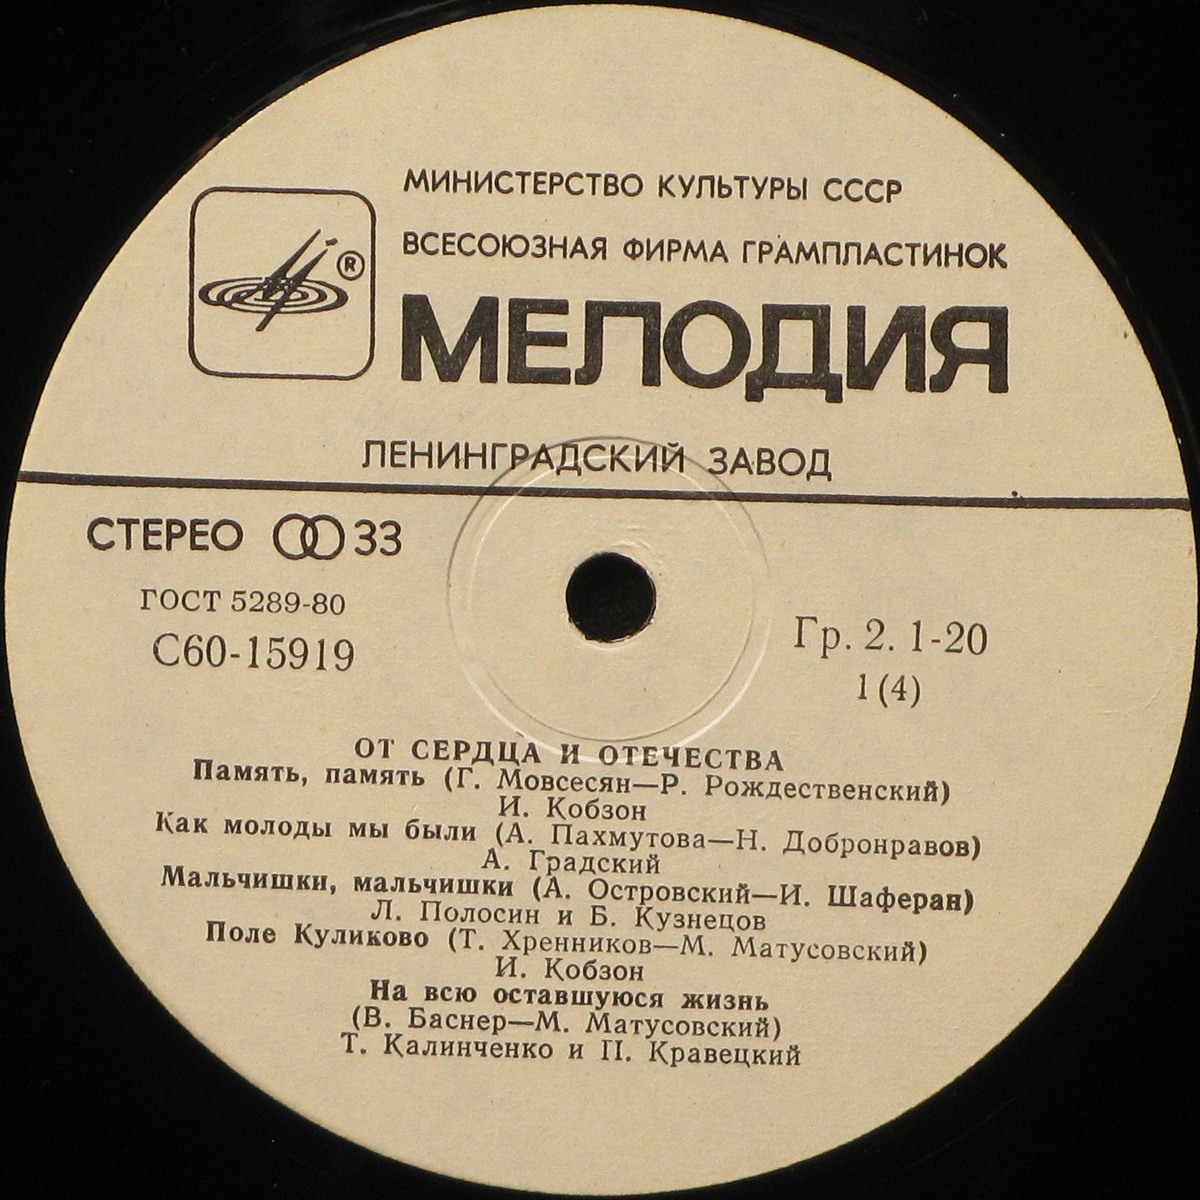 МИНИСТЕРСТВО КУЛЬТУРЫ СССР
ВСЕСОЮЗНАЯ ФИРМА ГРАМПЛАСТИНОК
®
МЕЛОДИЯ
ЛЕНИНГРАДСКИЙ ЗАВОД
СТЕРЕО 33
ГОСТ 5289-80
С60-15919
Гр. 2. 1-20
1 (4)
ОТ СЕРДЦА И ОТЕЧЕСТВА
Память, память (Г. Мовсесян—Р. Рождественский)
И. Кобзон
Как молоды мы были (А. Пахмутова—Н. Добронравов)
А. Градский
Мальчишки, мальчишки (А. Островский—И. Шаферан)
Л. Полосин и Б. Кузнецов
Поле Куликово (Т. Хренников—М. Матусовский)
И. Кобзон
На всю оставшуюся жизнь
(В. Баснер—М. Матусовский)
Т. Калинченко и П. Кравецкий